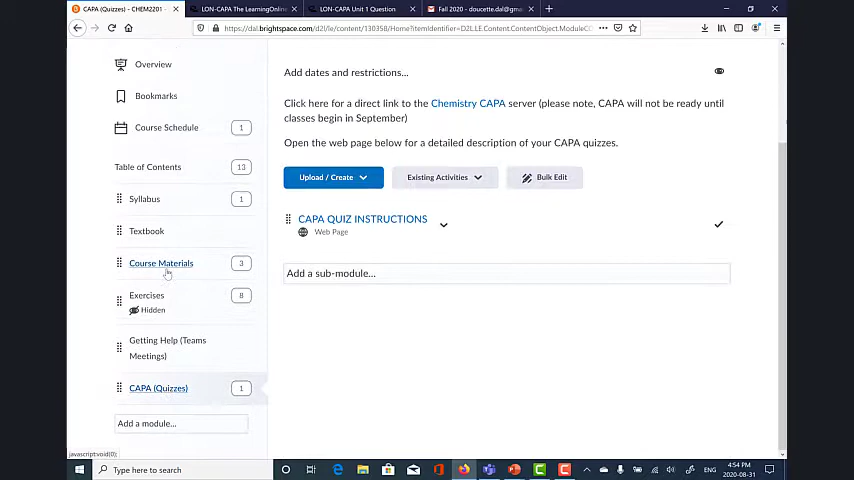 CAPA (Quizzes) - CHEM2201 -
LON-CAPA The LearningOnline
LON-CAPA Unit 1 Question
Fall 2020 - doucette.dal@gm
https://dal.brightspace.com/d2l/le/content/130358/Home?itemIdentifier=D2L.LE.Content.ContentObject.ModuleCO
Overview
Bookmarks
Course Schedule 1
Table of Contents 13
Syllabus 1
Textbook
Course Materials 3
Exercises 8
Hidden
Getting Help (Teams
Meetings)
CAPA (Quizzes) 1
Add a module...
Add dates and restrictions...
Click here for a direct link to the Chemistry CAPA server (please note, CAPA will not be ready until
classes begin in September)
Open the web page below for a detailed description of your CAPA quizzes.
Upload / Create
Existing Activities
Bulk Edit
CAPA QUIZ INSTRUCTIONS
Web Page
Add a sub-module...
javascript:void(0);
Type here to search
ENG
4:54 PM
2020-08-31